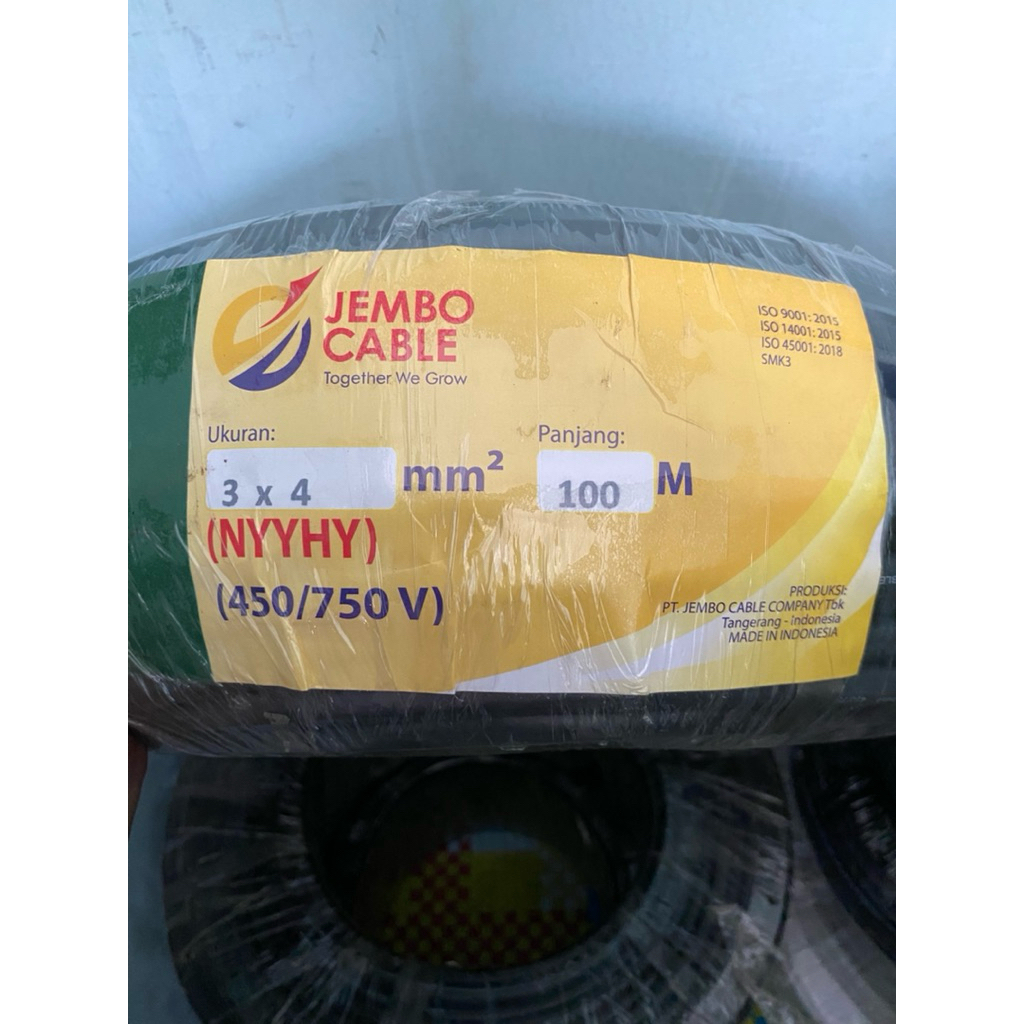 JEMBO
CABLE
Together We Grow
ISO 9001: 2015
ISO 14001: 2015
ISO 45001: 2018
SMK3
Ukuran:
3 x 4 mm²
Panjang:
100 M
(NYYHY)
(450/750 V)
PRODUKSI:
PT. JEMBO CABLE COMPANY Tbk
Tangerang - Indonesia
MADE IN INDONESIA